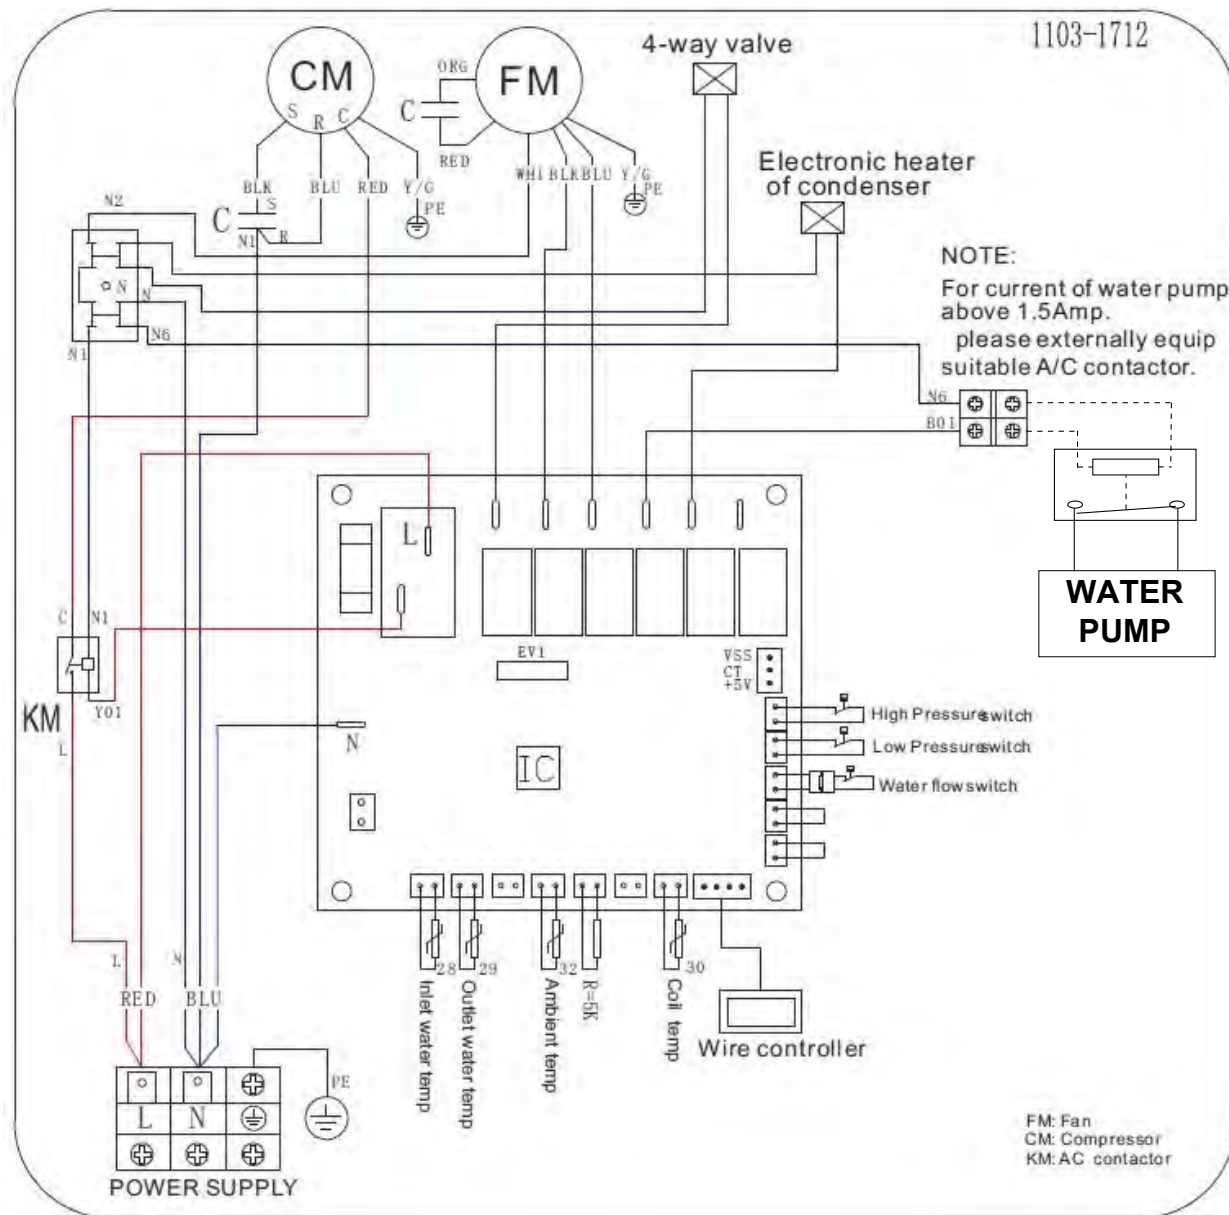 1103-1712
4-way valve
CM
FM
ORG
C
S R C
RED
BLK BLU RED Y/G
PE
WHI BLK BLU Y/G
PE
Electronic heater
of condenser
N2
C
S
N1 R
N
N
N6
N1
NOTE:
For current of water pump
above 1.5Amp.
please externally equip
suitable A/C contactor.
N6
B01
L
WATER
PUMP
C N1
EV1
VSS
CT
+5V
KM
Y01
L
N
IC
High Pressure switch
Low Pressure switch
Water flow switch
28
29
32
30
Inlet water temp
Outlet water temp
Ambient temp
R=5K
Coil temp
Wire controller
L
N
RED BLU
PE
L N
POWER SUPPLY
FM: Fan
CM: Compressor
KM: AC contactor